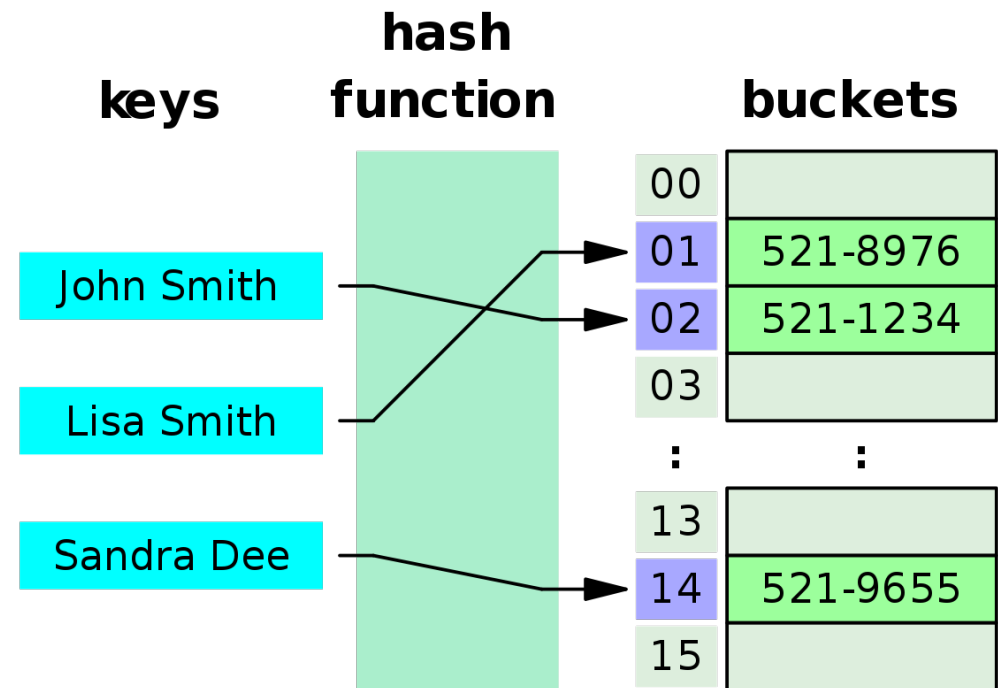 hash
keys function buckets
00
01 521-8976
John Smith
02 521-1234
03
Lisa Smith
: :
13
Sandra Dee
14 521-9655
15